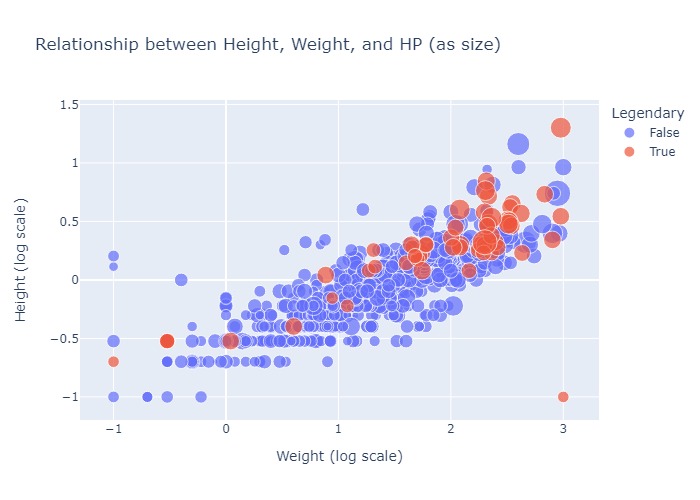 Relationship between Height, Weight, and HP (as size)
Legendary
False
True
Height (log scale)
1.5
1
0.5
0
−0.5
−1
−1 0 1 2 3
Weight (log scale)